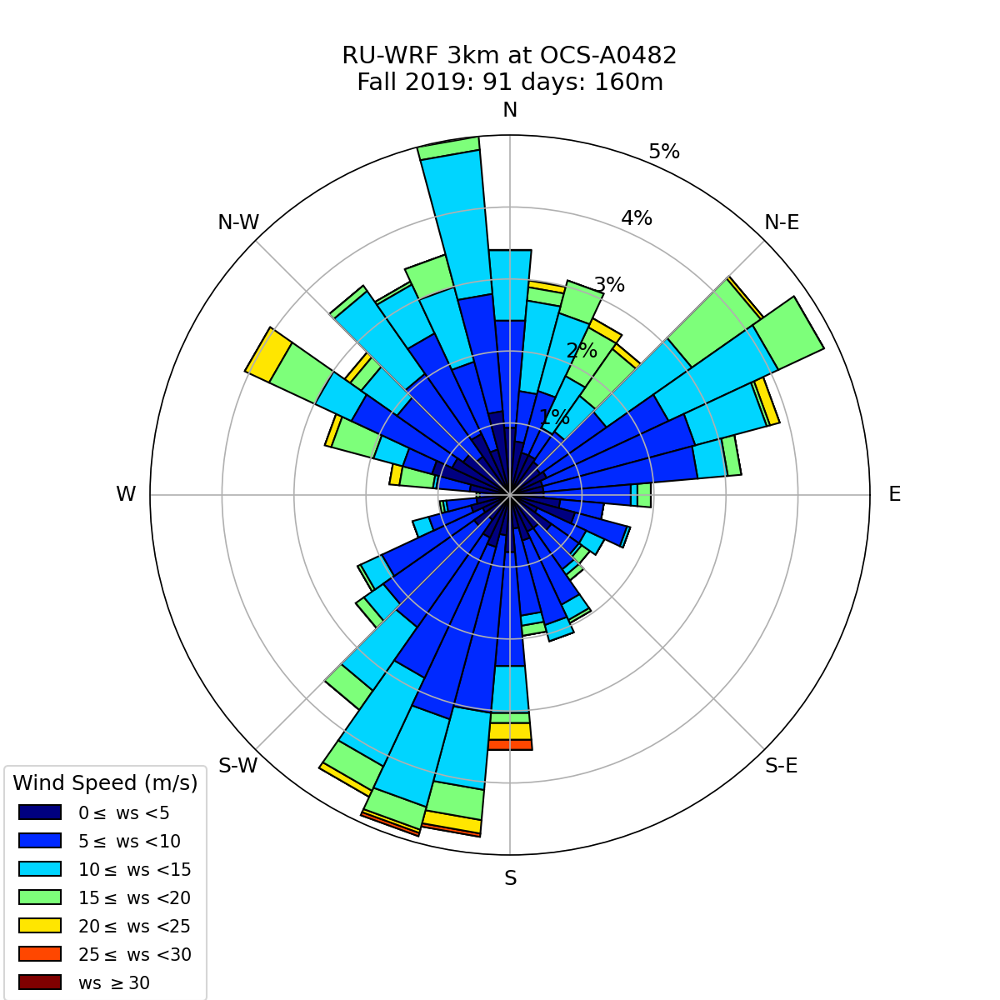 RU-WRF 3km at OCS-A0482
Fall 2019: 91 days: 160m
N
5%
4%
N-W
N-E
3%
2%
1%
W
E
S-W
S-E
S
Wind Speed (m/s)
0≤ ws <5
5≤ ws <10
10≤ ws <15
15≤ ws <20
20≤ ws <25
25≤ ws <30
ws ≥30